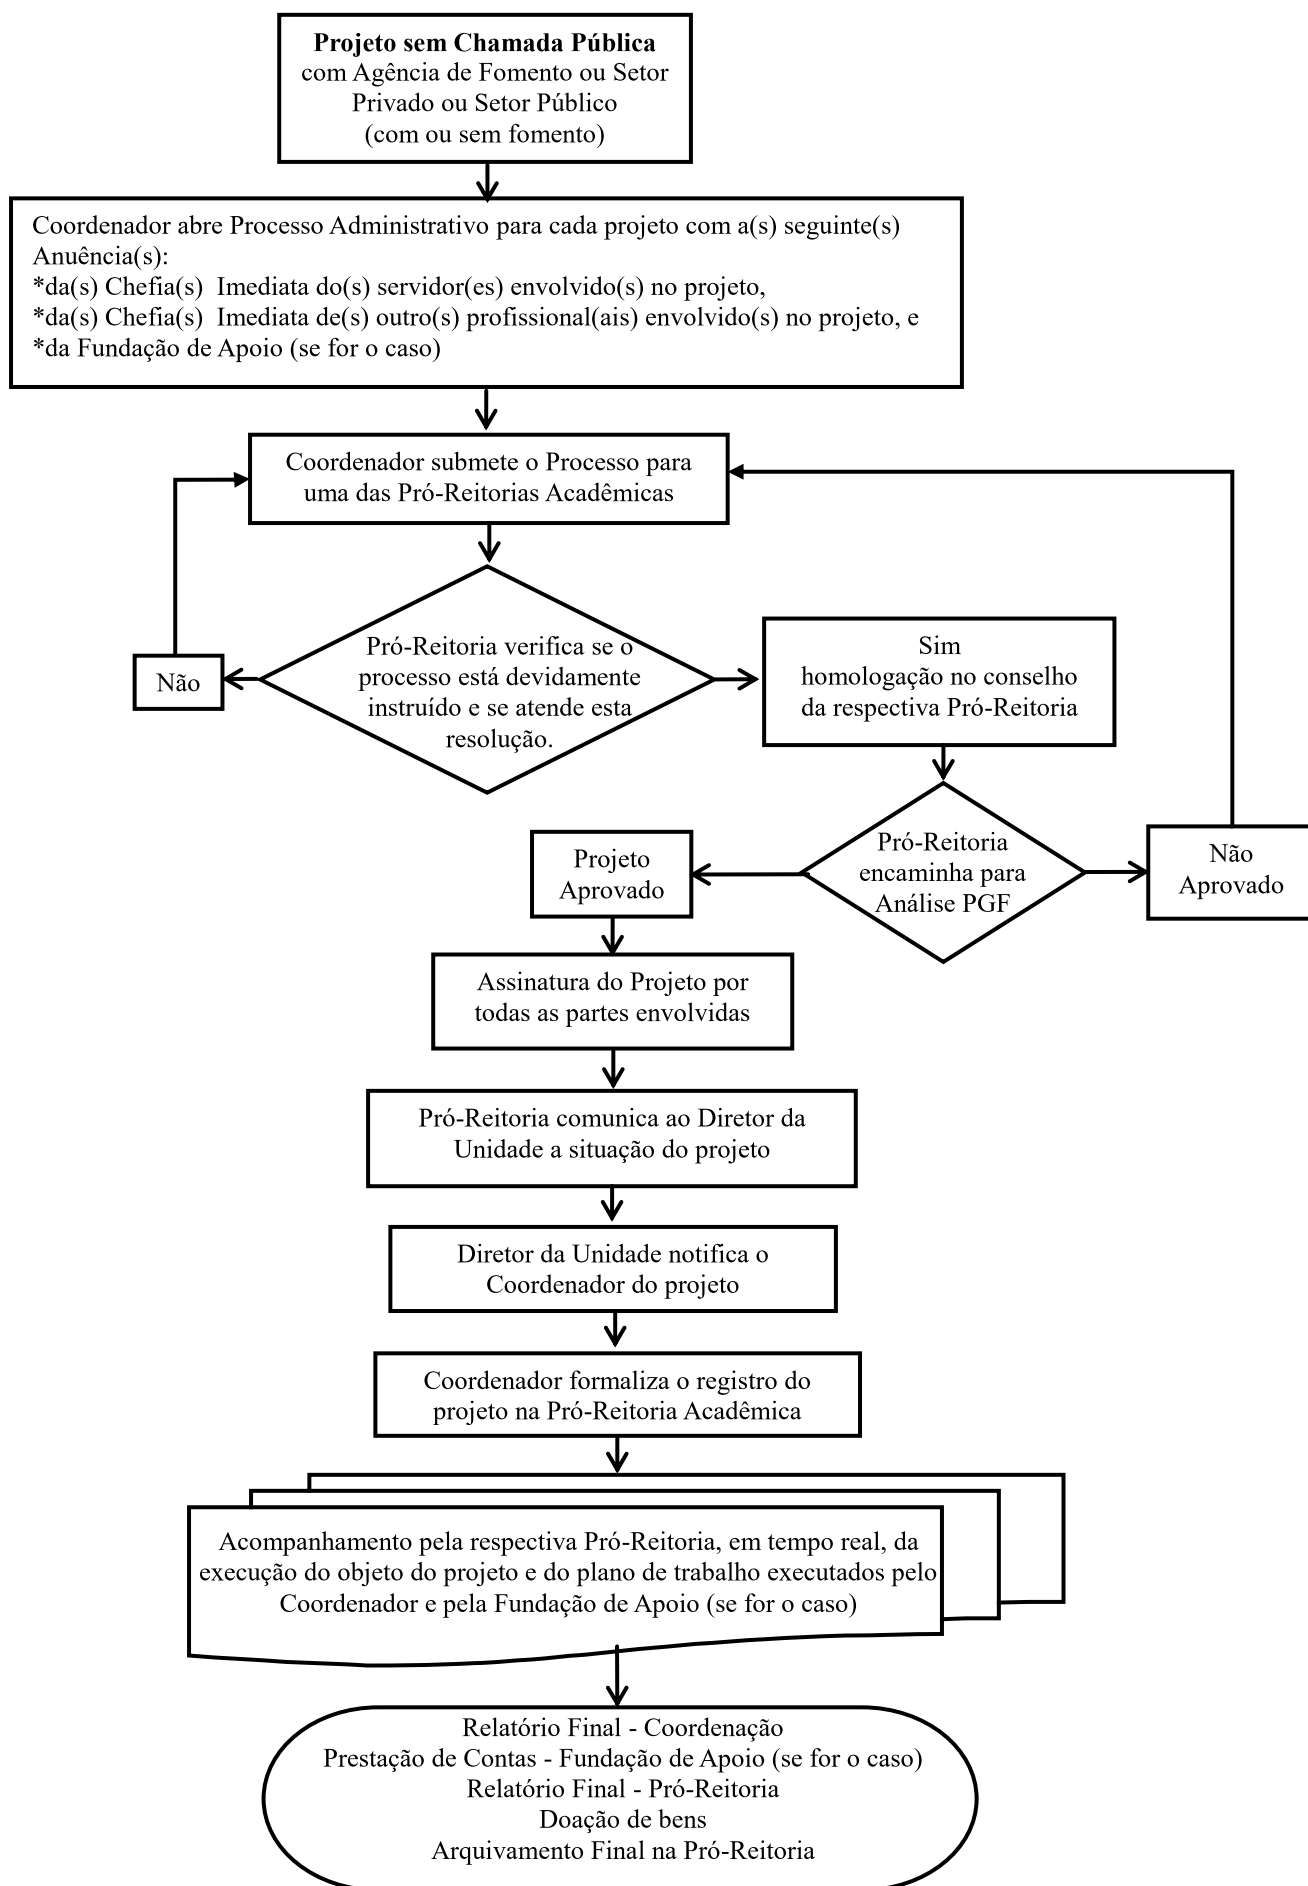 Projeto sem Chamada Pública
com Agência de Fomento ou Setor
Privado ou Setor Público
(com ou sem fomento)
Coordenador abre Processo Administrativo para cada projeto com a(s) seguinte(s)
Anuência(s):
*da(s) Chefia(s)  Imediata do(s) servidor(es) envolvido(s) no projeto,
*da(s) Chefia(s)  Imediata de(s) outro(s) profissional(ais) envolvido(s) no projeto, e
*da Fundação de Apoio (se for o caso)
Coordenador submete o Processo para
uma das Pró-Reitorias Acadêmicas
Pró-Reitoria verifica se o
processo está devidamente
instruído e se atende esta
resolução.
Não
Sim
homologação no conselho
da respectiva Pró-Reitoria
Pró-Reitoria
encaminha para
Análise PGF
Não
Aprovado
Projeto
Aprovado
Assinatura do Projeto por
todas as partes envolvidas
Pró-Reitoria comunica ao Diretor da
Unidade a situação do projeto
Diretor da Unidade notifica o
Coordenador do projeto
Coordenador formaliza o registro do
projeto na Pró-Reitoria Acadêmica
Acompanhamento pela respectiva Pró-Reitoria, em tempo real, da
execução do objeto do projeto e do plano de trabalho executados pelo
Coordenador e pela Fundação de Apoio (se for o caso)
Relatório Final - Coordenação
Prestação de Contas - Fundação de Apoio (se for o caso)
Relatório Final - Pró-Reitoria
Doação de bens
Arquivamento Final na Pró-Reitoria